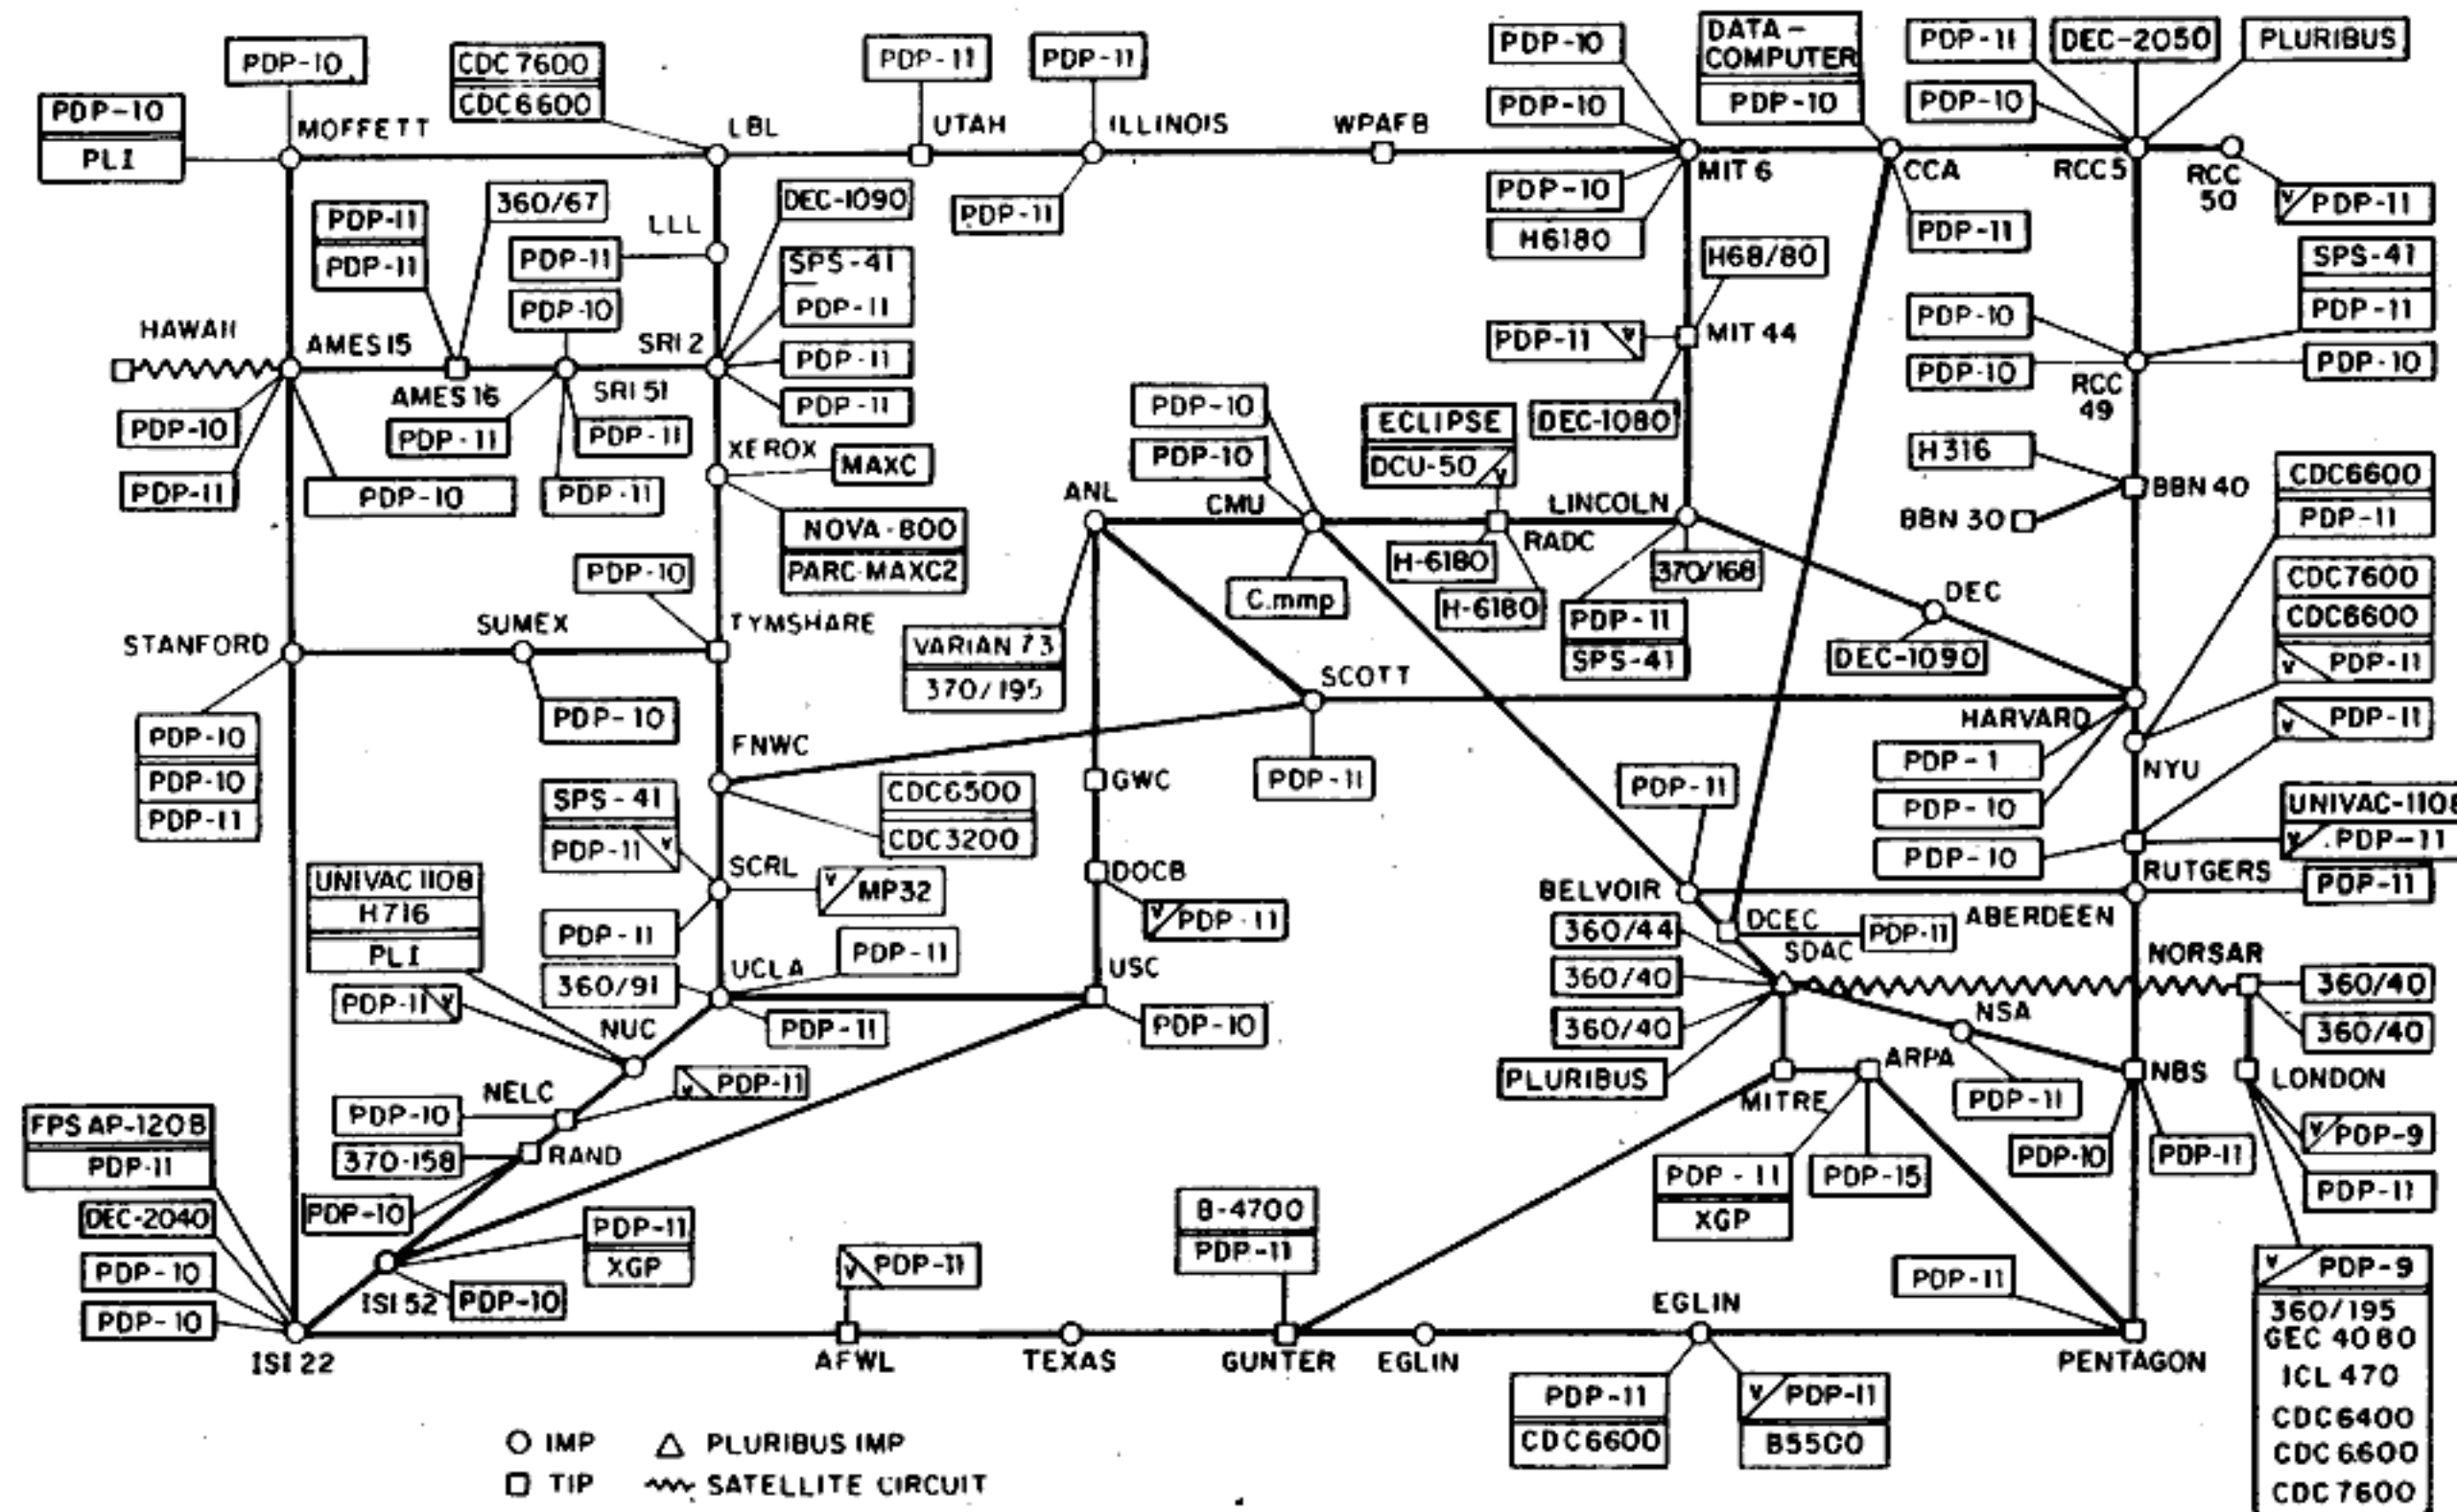 PDP-10
CDC 7600
CDC6600
PDP-11
PDP-11
PDP-10
DATA-
COMPUTER
PDP-10
PDP-11
DEC-2050
PLURIBUS
PDP-10
PLI
MOFFETT
LBL
UTAH
ILLINOIS
WPAFB
PDP-10
PDP-10
H6180
MIT 6
CCA
PDP-10
RCC5
RCC
50
V PDP-11
PDP-11
PDP-11
PDP-11
360/67
LLL
PDP-11
PDP-10
DEC-1090
SPS-41
PDP-11
PDP-11
PDP-11
PDP-11
H68/80
PDP-11 V
MIT 44
DEC-1080
PDP-10
PDP-10
SPS-41
PDP-11
PDP-10
RCC
49
HAWAII
AMES15
AMES16
SRI 51
SRI 2
PDP-10
PDP-11
PDP-10
PDP-11
PDP-11
PDP-11
XEROX
MAXC
NOVA-800
PARC-MAXC2
PDP-10
PDP-10
ECLIPSE
DCU-50 V
ANL
CMU
RADC
LINCOLN
C.mmp
H-6180
H-6180
370/168
PDP-11
SPS-41
H316
BBN 40
BBN 30
CDC6600
PDP-11
CDC7600
CDC6600
V PDP-11
V PDP-11
DEC
DEC-1090
STANFORD
SUMEX
PDP-10
TYMSHARE
VARIAN 73
370/195
PDP-10
PDP-10
PDP-10
PDP-11
SCOTT
PDP-11
HARVARD
PDP-1
PDP-10
PDP-10
NYU
FNWC
CDC6500
CDC3200
GWC
SPS-41
PDP-11 V
SCRL
V MP32
PDP-11
DOCB
V PDP-11
PDP-11
UNIVAC-1108
V PDP-11
RUTGERS
PDP-11
UNIVAC 1108
H716
PLI
PDP-11 V
BELVOIR
ABERDEEN
DCEC
PDP-11
SDAC
360/44
360/40
360/40
PLURIBUS
NORSAR
360/40
360/40
UCLA
PDP-11
360/91
PDP-11
USC
PDP-10
NUC
NSA
PDP-11
NELC
V PDP-11
PDP-10
MITRE
ARPA
NBS
LONDON
V PDP-9
PDP-11
FPS AP-120B
PDP-11
370-158
RAND
PDP-10
PDP-11
XGP
PDP-15
PDP-10
PDP-11
DEC-2040
PDP-10
PDP-10
PDP-11
XGP
ISI 52
PDP-10
V PDP-11
B-4700
PDP-11
PDP-11
V PDP-9
360/195
GEC 4080
ICL 470
CDC6400
CDC6600
CDC7600
ISI 22
AFWL
TEXAS
GUNTER
EGLIN
EGLIN
PENTAGON
PDP-11
CDC6600
V PDP-11
B5500
IMP
PLURIBUS IMP
TIP
SATELLITE CIRCUIT